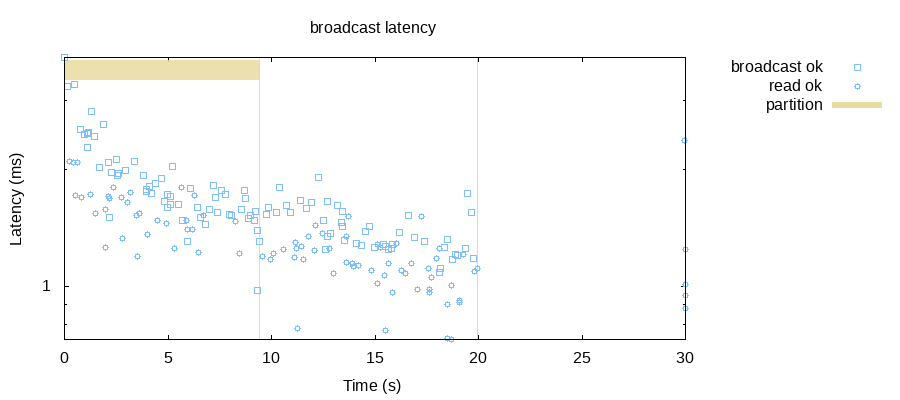 broadcast latency
broadcast ok
read ok
partition
Latency (ms)
1
0 5 10 15 20 25 30
Time (s)